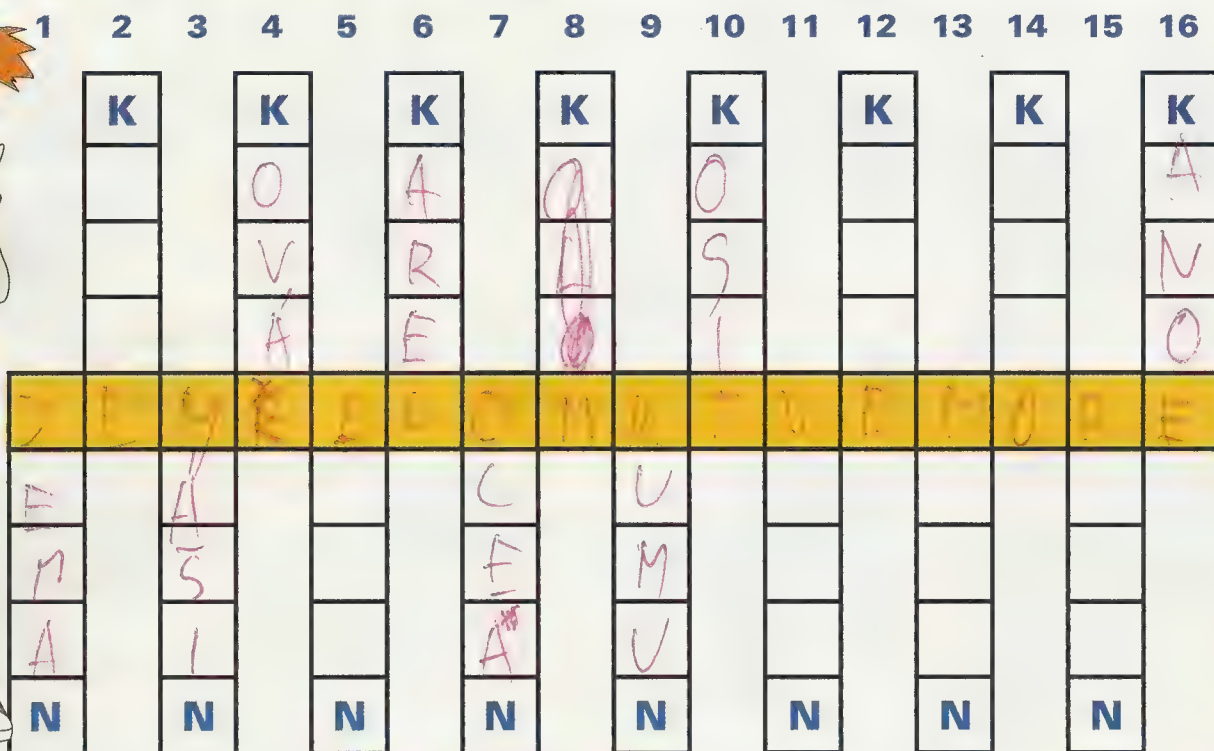 1 2 3 4 5 6 7 8 9 10 11 12 13 14 15 16
K K K K K K K K
O A O O A
V R A S N
Á E I O
E Á C U
M Š E M
A I A U
N N N N N N N N